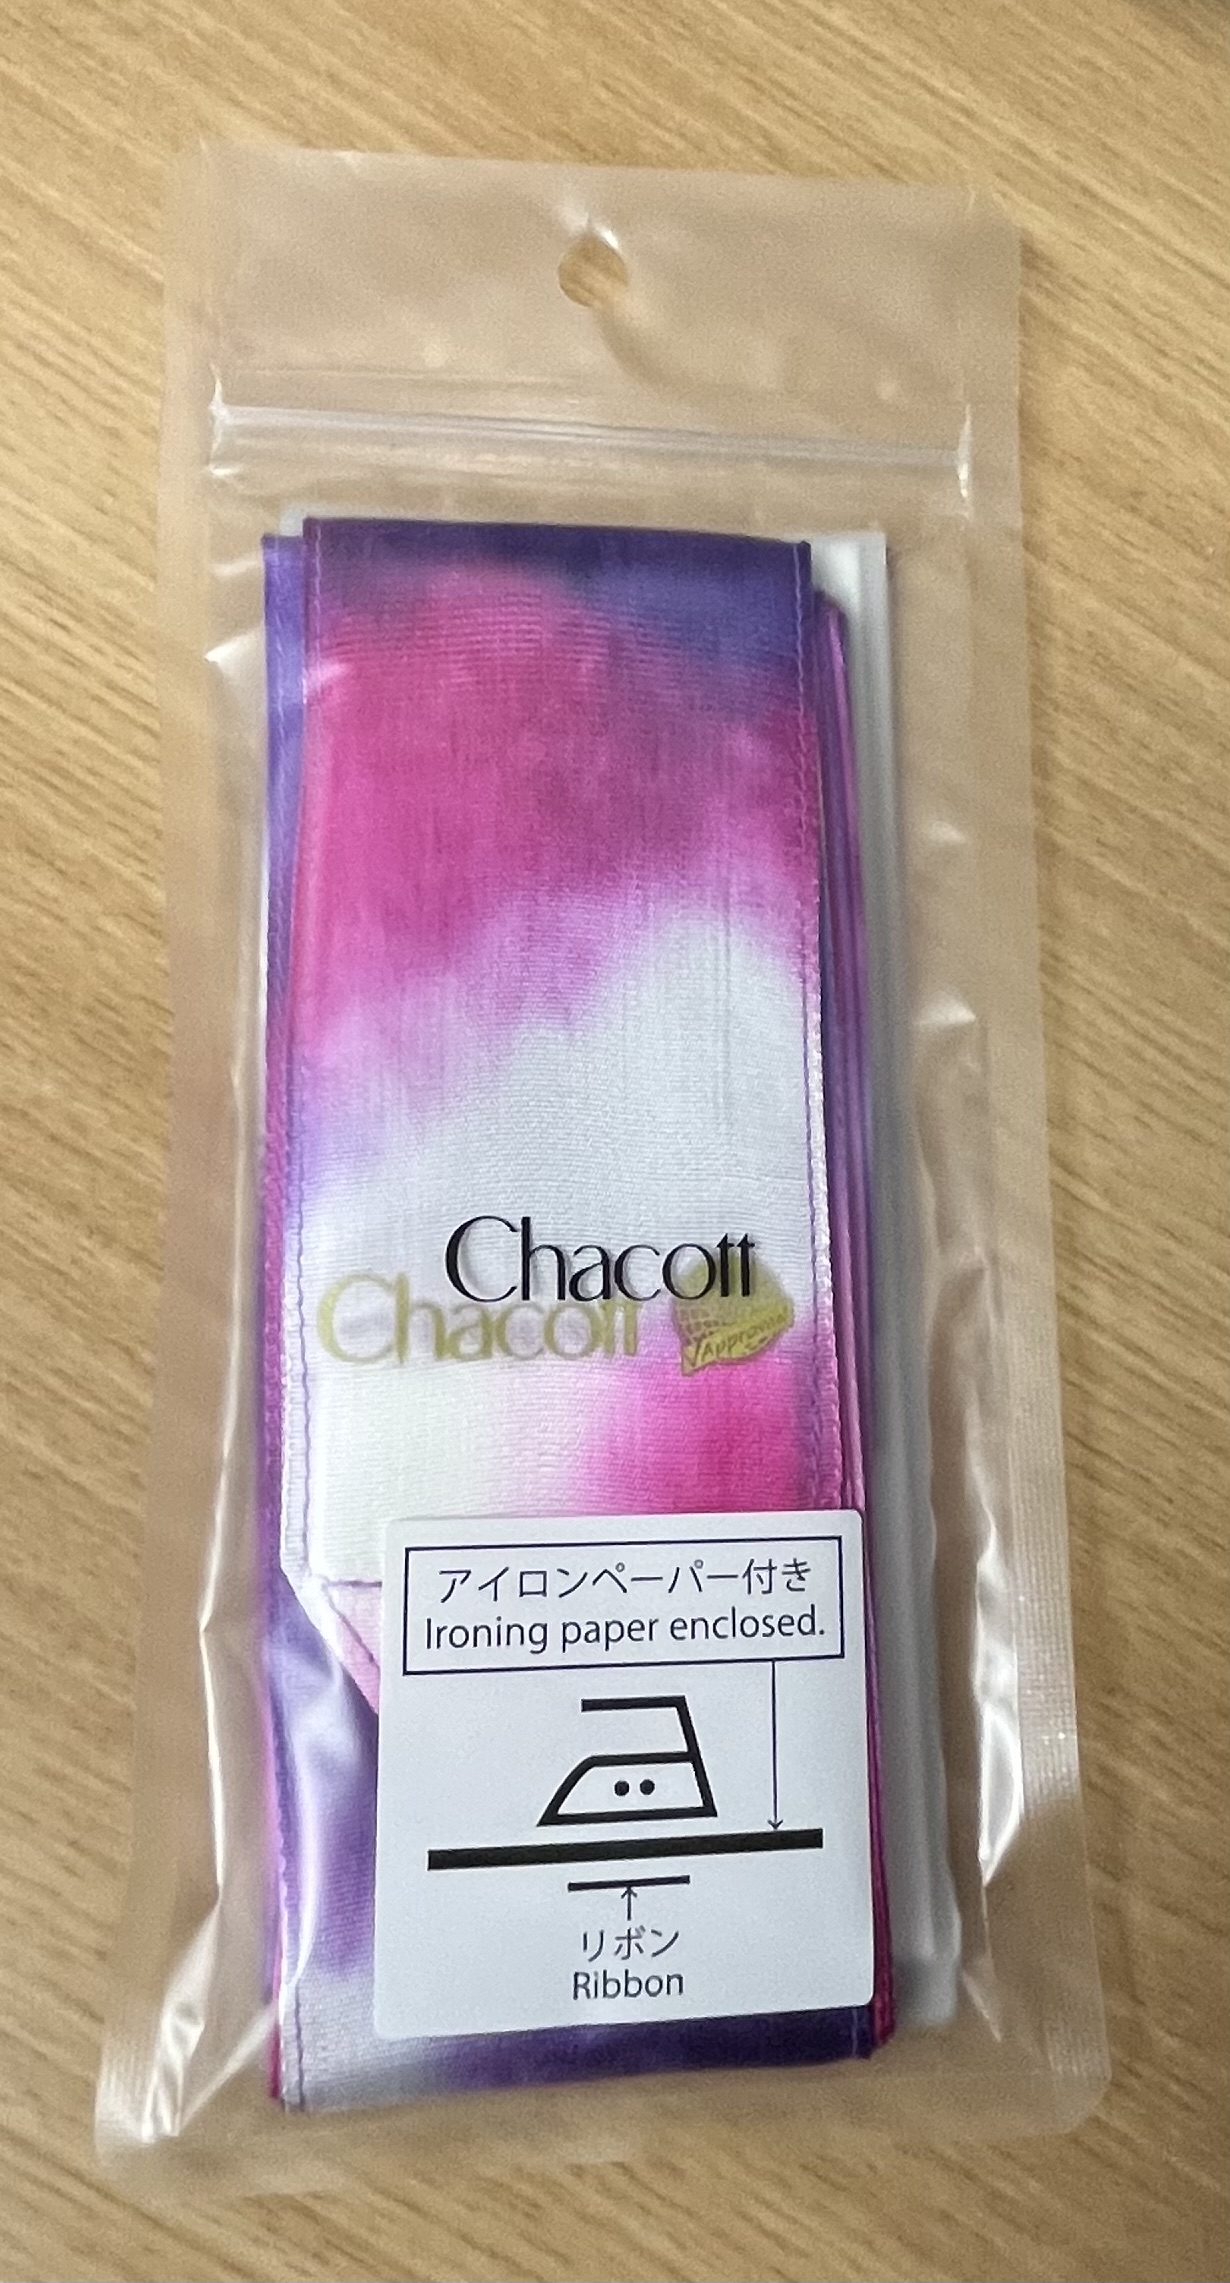 Chacott
Chacott
Approved
アイロンペーパー付き
Ironing paper enclosed.
リボン
Ribbon